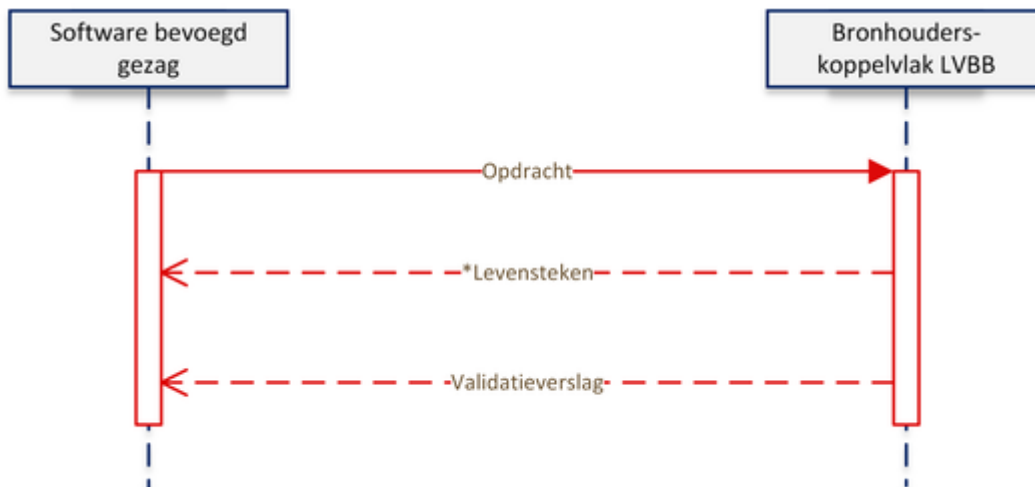 Software bevoegd
gezag
Bronhouders-
koppelvlak LVBB
Opdracht
*Levensteken
Validatieverslag